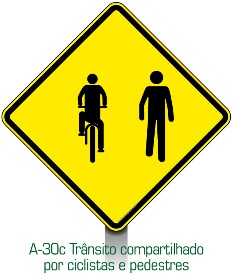 A-30c Trânsito compartilhado
por ciclistas e pedestres